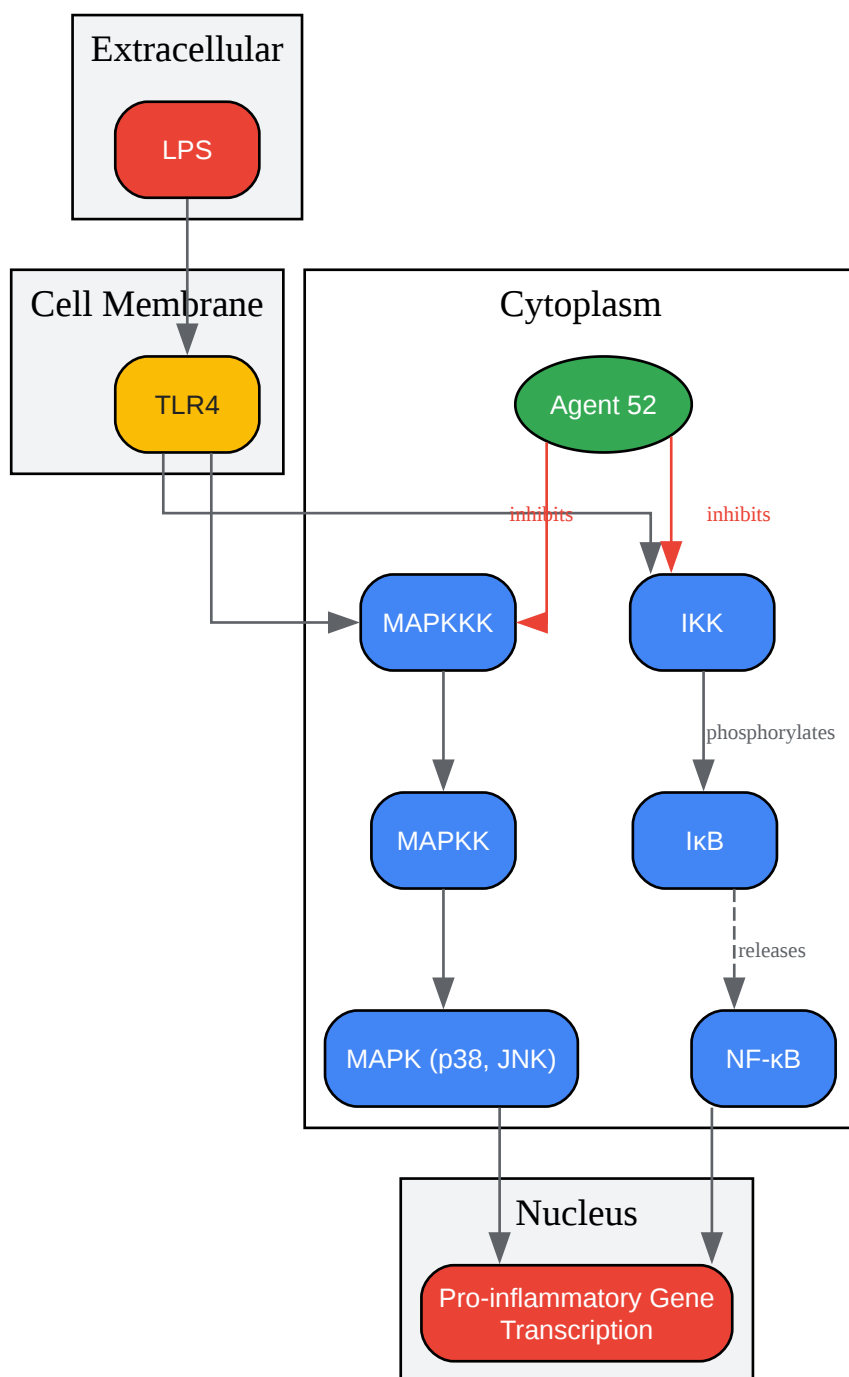 Extracellular
LPS
Cell Membrane
TLR4
Cytoplasm
Agent 52
inhibits
inhibits
MAPKKK
IKK
phosphorylates
MAPKK
IκB
releases
MAPK (p38, JNK)
NF-κB
Nucleus
Pro-inflammatory Gene
Transcription